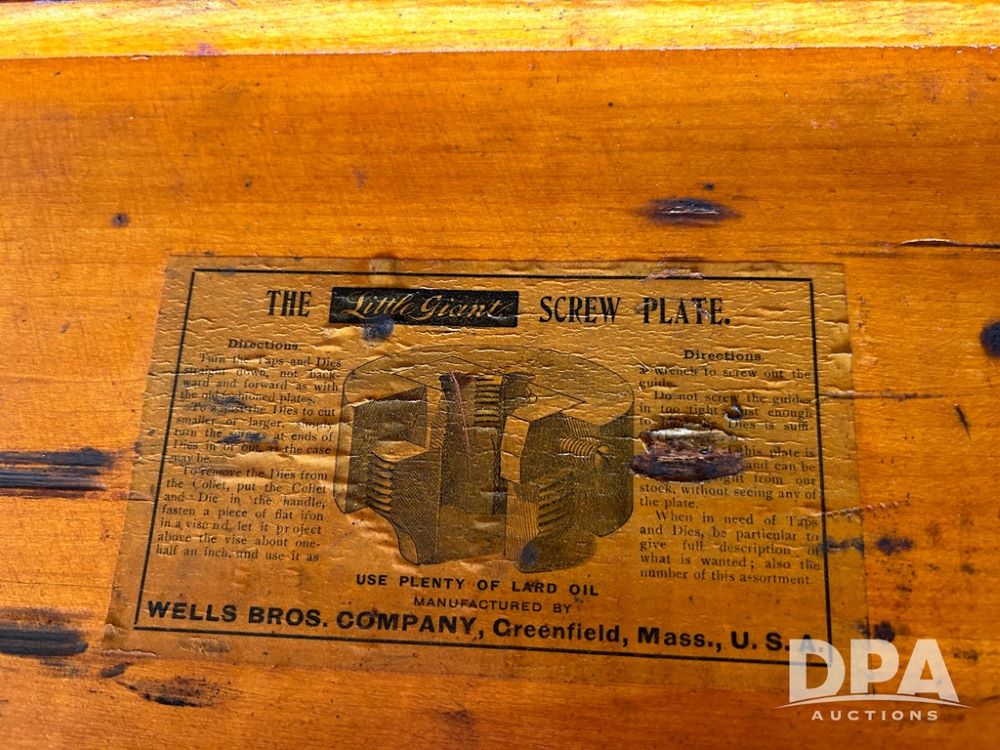 THE Little Giant SCREW PLATE.
Directions.
Turn the Taps and Dies
straight down, not back-
ward and forward as with
the old fashioned plates.
To the Dies to cut
smaller or larger, simply
turn the at ends of
Dies in or out as the case
may be.
To remove the Dies from
the Collet, put the Collet
and Die in the handle,
fasten a piece of flat iron
in a vise and, let it project
above the vise about one-
half an inch, and use it as
Directions.
a wrench to screw out the
guide.
Do not screw the guides
in too tight, just enough
to Dies is suffi-
of this plate
and can be
from our
stock, without seeing any of
the plate.
When in need of Taps
and Dies, be particular to
give full description of
what is wanted; also the
number of this assortment.
USE PLENTY OF LARD OIL
MANUFACTURED BY
WELLS BROS. COMPANY, Greenfield, Mass., U. S. A.
DPA
AUCTIONS